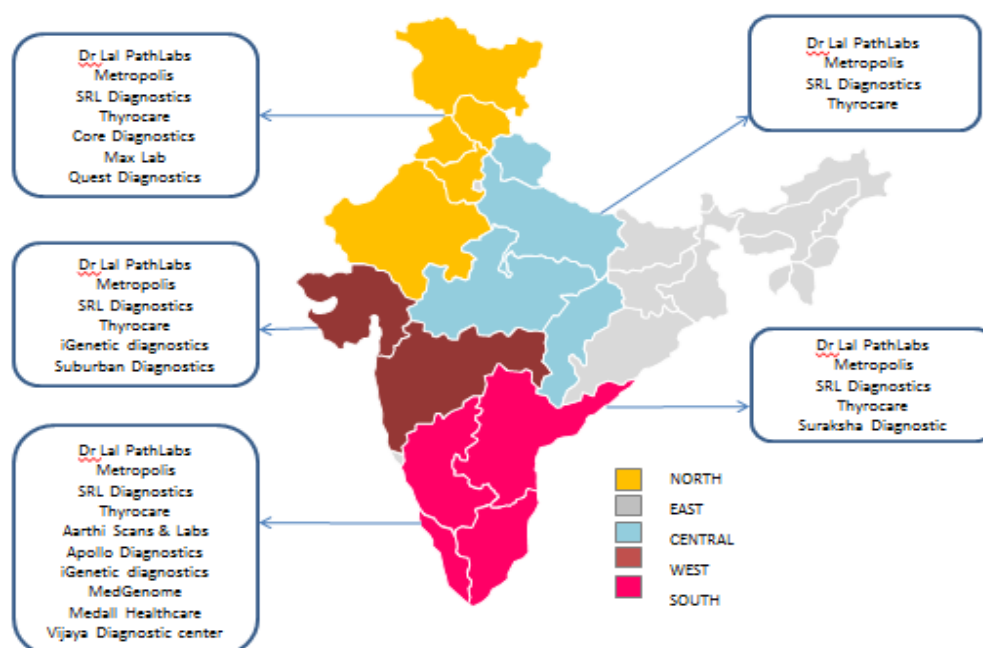 Dr Lal PathLabs
Metropolis
SRL Diagnostics
Thyrocare
Core Diagnostics
Max Lab
Quest Diagnostics
Dr Lal PathLabs
Metropolis
SRL Diagnostics
Thyrocare
Dr Lal PathLabs
Metropolis
SRL Diagnostics
Thyrocare
iGenetic diagnostics
Suburban Diagnostics
Dr Lal PathLabs
Metropolis
SRL Diagnostics
Thyrocare
Suraksha Diagnostic
Dr Lal PathLabs
Metropolis
SRL Diagnostics
Thyrocare
Aarthi Scans & Labs
Apollo Diagnostics
iGenetic diagnostics
MedGenome
Medall Healthcare
Vijaya Diagnostic center
NORTH
EAST
CENTRAL
WEST
SOUTH